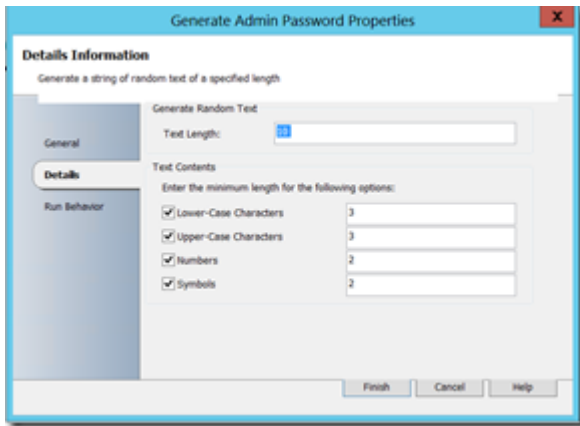 Generate Admin Password Properties
X
Details Information
Generate a string of random text of a specified length
General
Details
Run Behavior
Generate Random Text
Text Length:
10
Text Contents
Enter the minimum length for the following options:
Lower-Case Characters 3
Upper-Case Characters 3
Numbers 2
Symbols 2
Finish Cancel Help